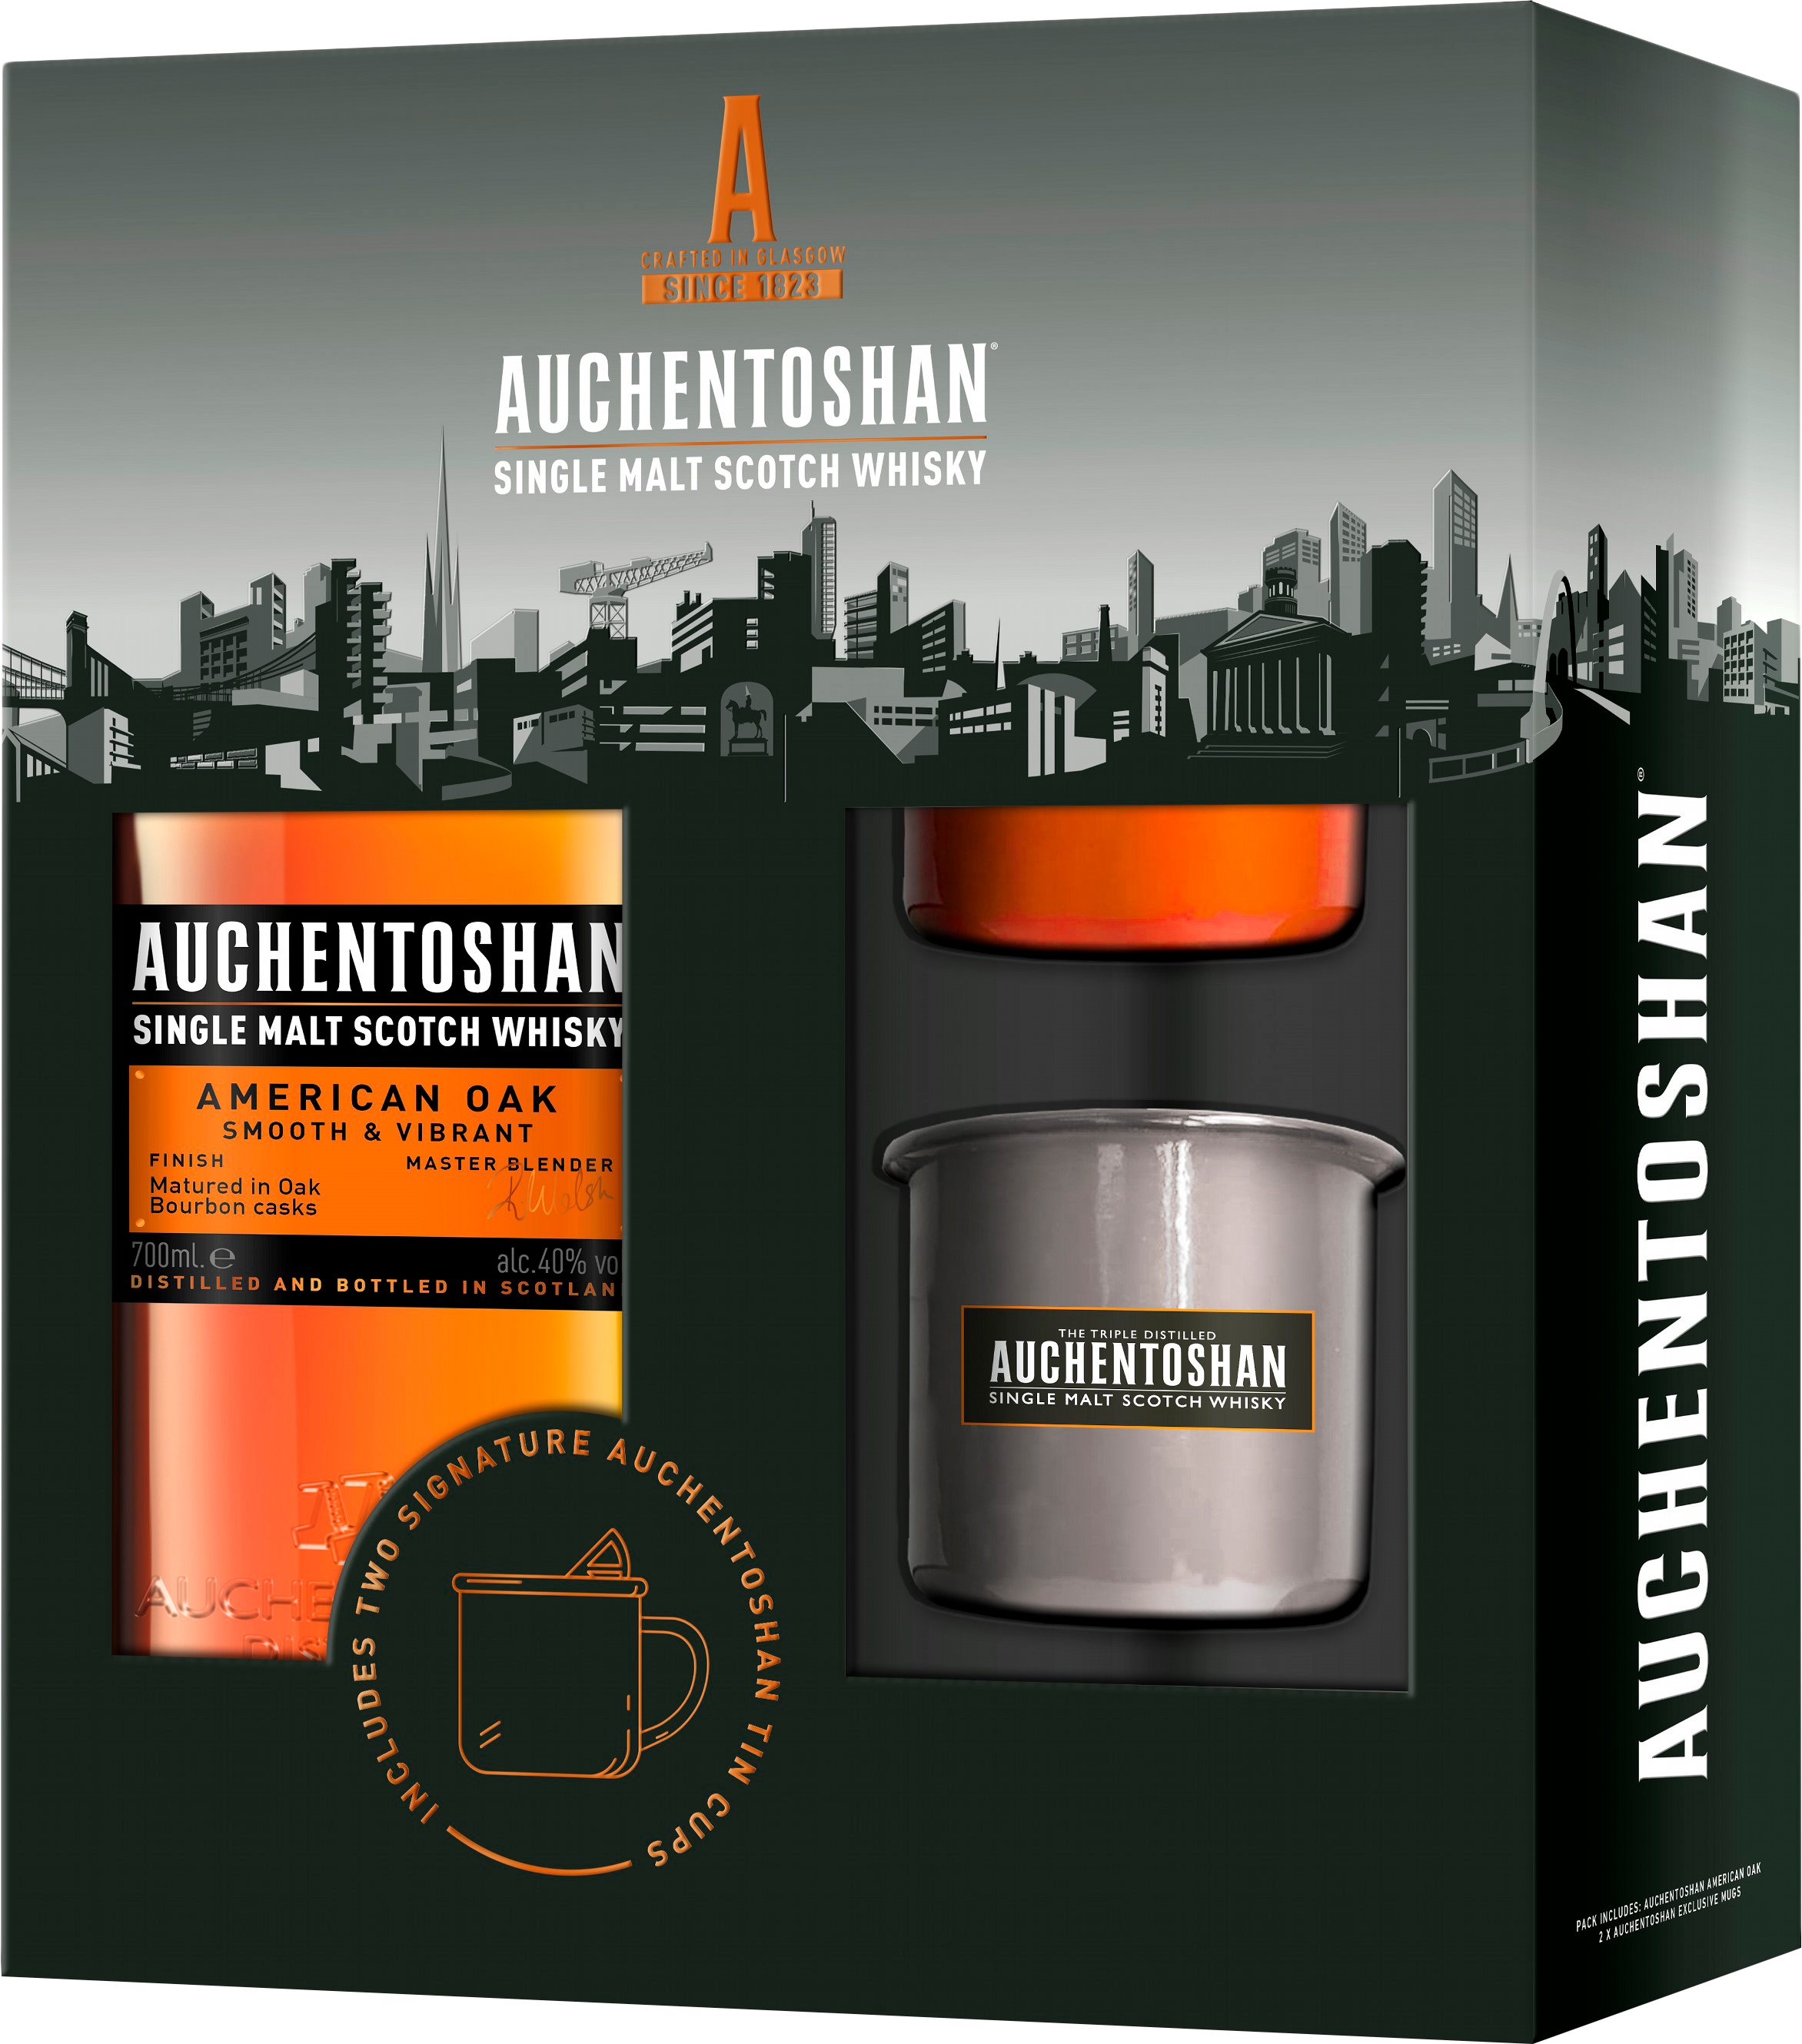 A
CRAFTED IN GLASGOW
SINCE 1823
AUCHENTOSHAN®
SINGLE MALT SCOTCH WHISKY
AUCHENTOSHAN
SINGLE MALT SCOTCH WHISKY
AMERICAN OAK
SMOOTH & VIBRANT
FINISH
Matured in Oak
Bourbon casks
MASTER BLENDER
R.Walsh
700ml. e
alc.40% vo
DISTILLED AND BOTTLED IN SCOTLAN
AUCHE
DIS
INCLUDES TWO SIGNATURE AUCHENTOSHAN TIN CUPS
THE TRIPLE DISTILLED
AUCHENTOSHAN
SINGLE MALT SCOTCH WHISKY
AUCHENTOSHAN®
PACK INCLUDES: AUCHENTOSHAN AMERICAN OAK
2 X AUCHENTOSHAN EXCLUSIVE MUGS